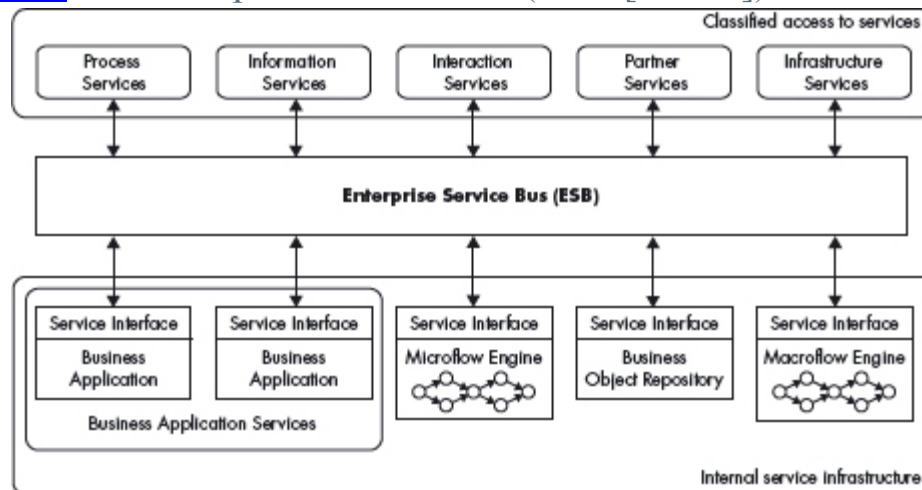 Classified access to services
Process
Services
Information
Services
Interaction
Services
Partner
Services
Infrastructure
Services
Enterprise Service Bus (ESB)
Service Interface
Business
Application
Service Interface
Business
Application
Business Application Services
Service Interface
Microflow Engine
Service Interface
Business
Object Repository
Service Interface
Macroflow Engine
Internal service infrastructure